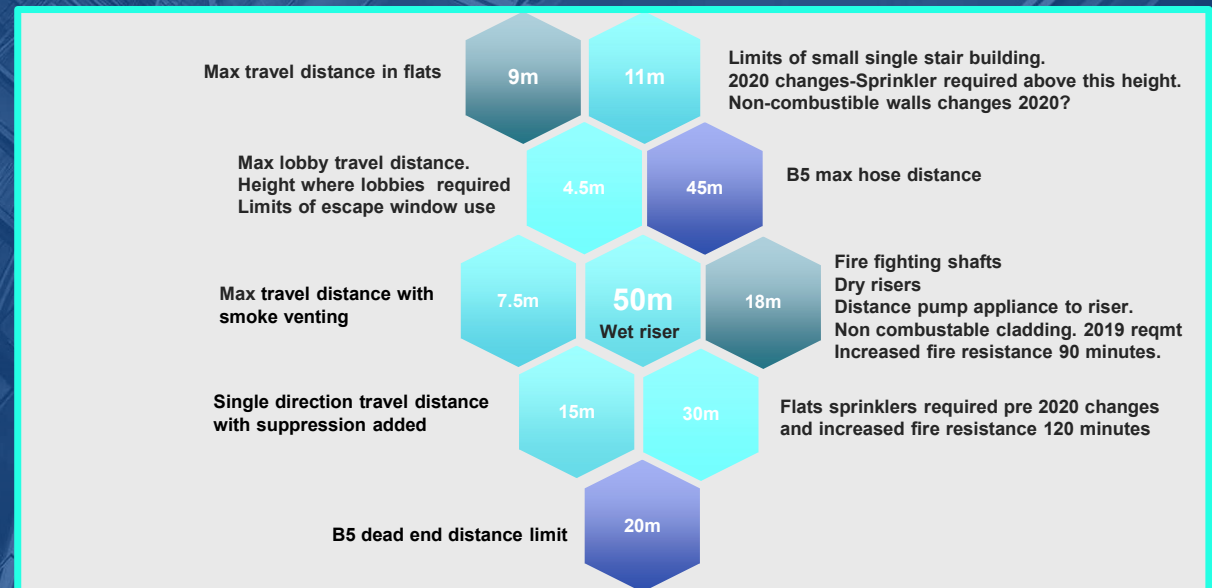 Max travel distance in flats
9m
11m
Limits of small single stair building.
2020 changes-Sprinkler required above this height.
Non-combustible walls changes 2020?
Max lobby travel distance.
Height where lobbies required
Limits of escape window use
4.5m
45m
B5 max hose distance
Max travel distance with
smoke venting
7.5m
50m
Wet riser
18m
Fire fighting shafts
Dry risers
Distance pump appliance to riser.
Non combustable cladding. 2019 reqmt
Increased fire resistance 90 minutes.
Single direction travel distance
with suppression added
15m
30m
Flats sprinklers required pre 2020 changes
and increased fire resistance 120 minutes
B5 dead end distance limit
20m